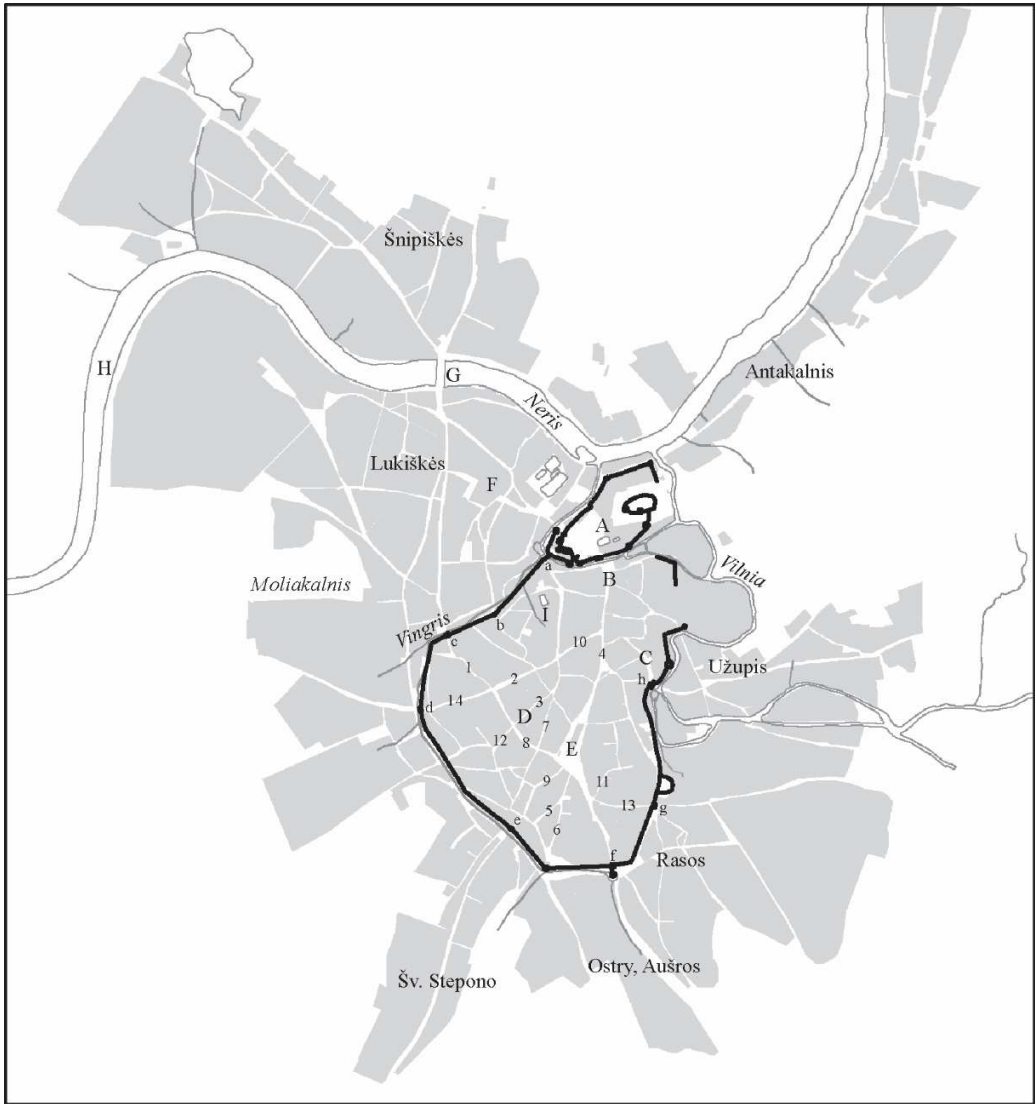 Šnipiškės
Antakalnis
H
G
Neris
Lukiškės
F
A
a
B
Vilnia
Moliakalnis
Vingris
b
I
c
10
4
C
Užupis
1
2
h
14
3
d
D
7
12
8
E
9
11
5
13
g
e
6
f
Rasos
Ostry, Aušros
Šv. Stepono